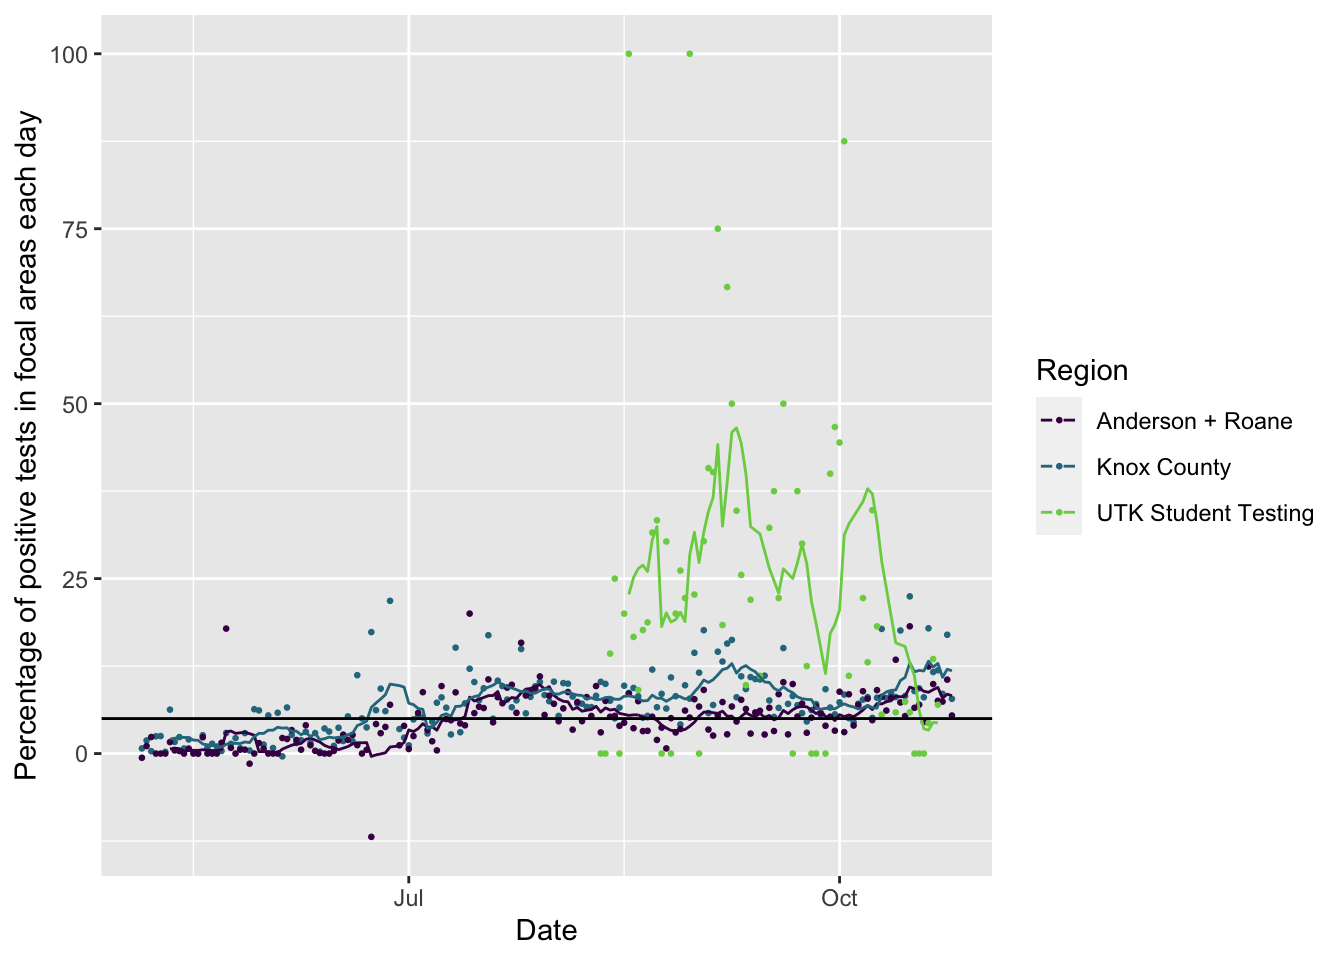 Percentage of positive tests in focal areas each day
100
75
50
25
0
Jul
Oct
Date
Region
Anderson + Roane
Knox County
UTK Student Testing